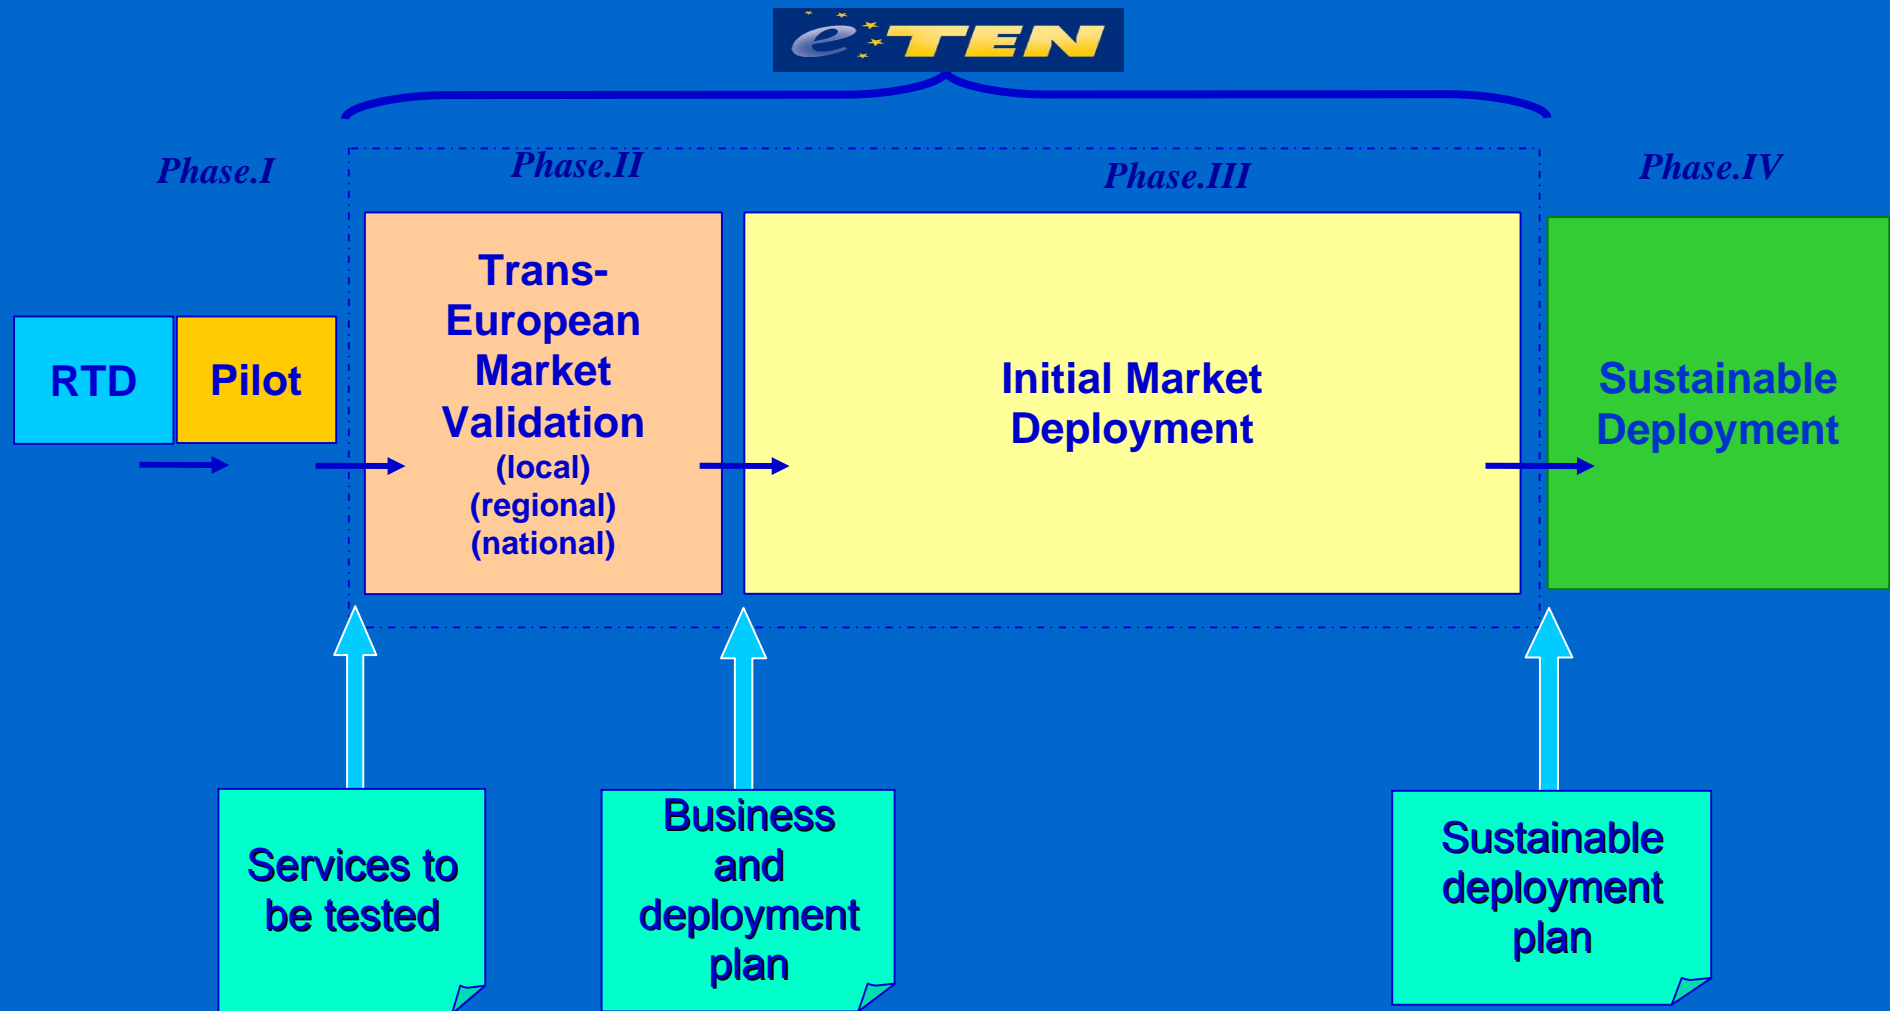 eTEN
Phase.I
Phase.II
Phase.III
Phase.IV
RTD
Pilot
Trans-
European
Market
Validation
(local)
(regional)
(national)
Initial Market
Deployment
Sustainable
Deployment
Services to
be tested
Business
and
deployment
plan
Sustainable
deployment
plan